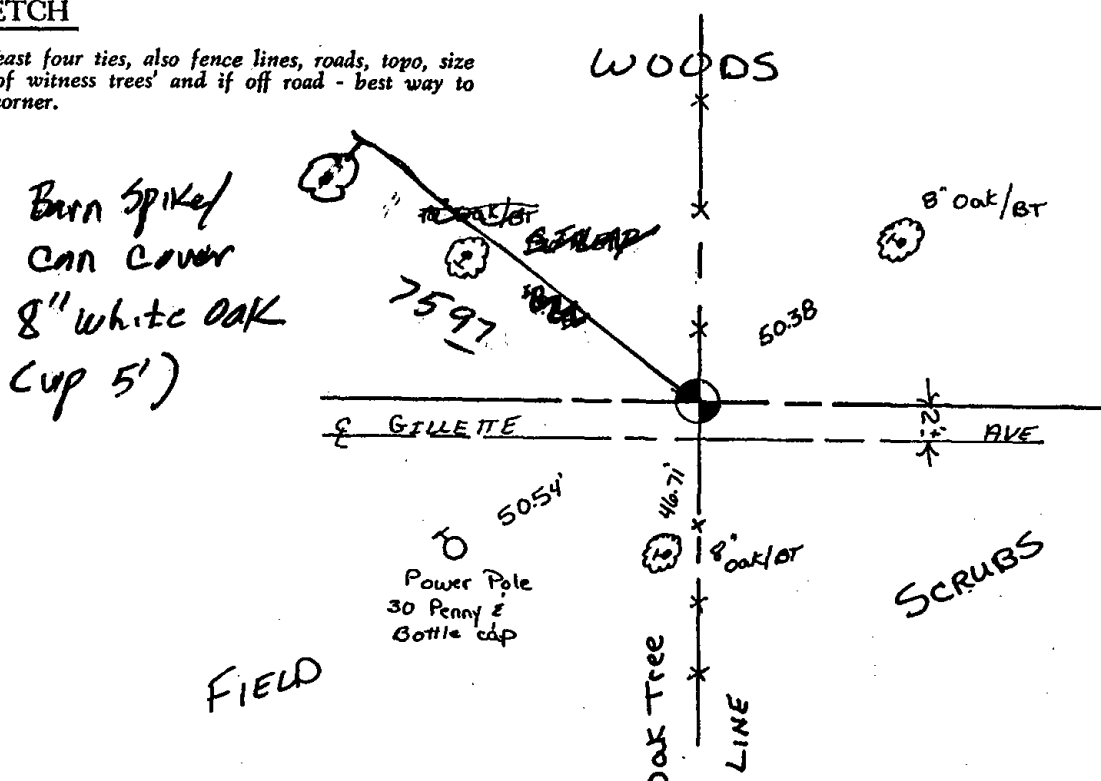 ETCH
east four ties, also fence lines, roads, topo, size
of witness trees' and if off road - best way to
corner.
WOODS
Barn Spike/
Can Cover
8" white Oak
(up 5')
Oak/BT
7597
8" Oak/BT
50.38
℄ GILLETTE AVE
2'±
50.54'
46.71'
8" Oak/BT
Power Pole
30 Penny &
Bottle cap
SCRUBS
FIELD
Oak Tree
LINE